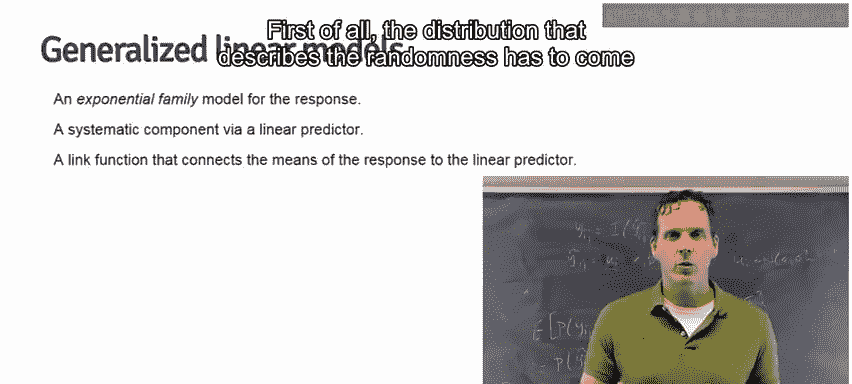 First of all, the distribution that
describes the randomness has to come
Generalized linear models
An exponential family model for the response.
A systematic component via a linear predictor.
A link function that connects the means of the response to the linear predictor.